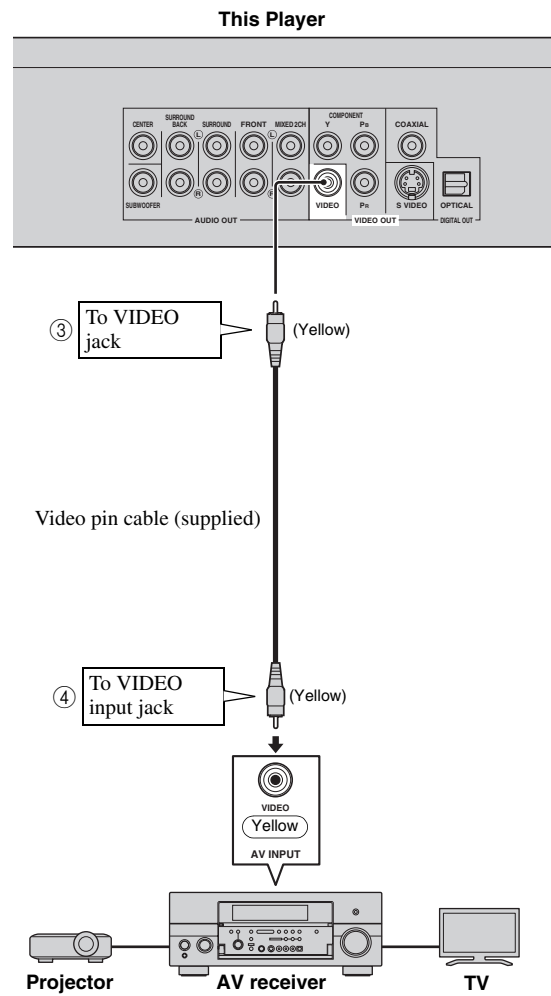 This Player
COMPONENT
CENTER SURROUND BACK SURROUND FRONT MIXED 2CH Y PB COAXIAL
L L
R R
SUBWOOFER VIDEO PR S VIDEO OPTICAL
AUDIO OUT VIDEO OUT DIGITAL OUT
③ To VIDEO
jack
(Yellow)
Video pin cable (supplied)
④ To VIDEO
input jack
(Yellow)
VIDEO
Yellow
AV INPUT
Projector AV receiver TV